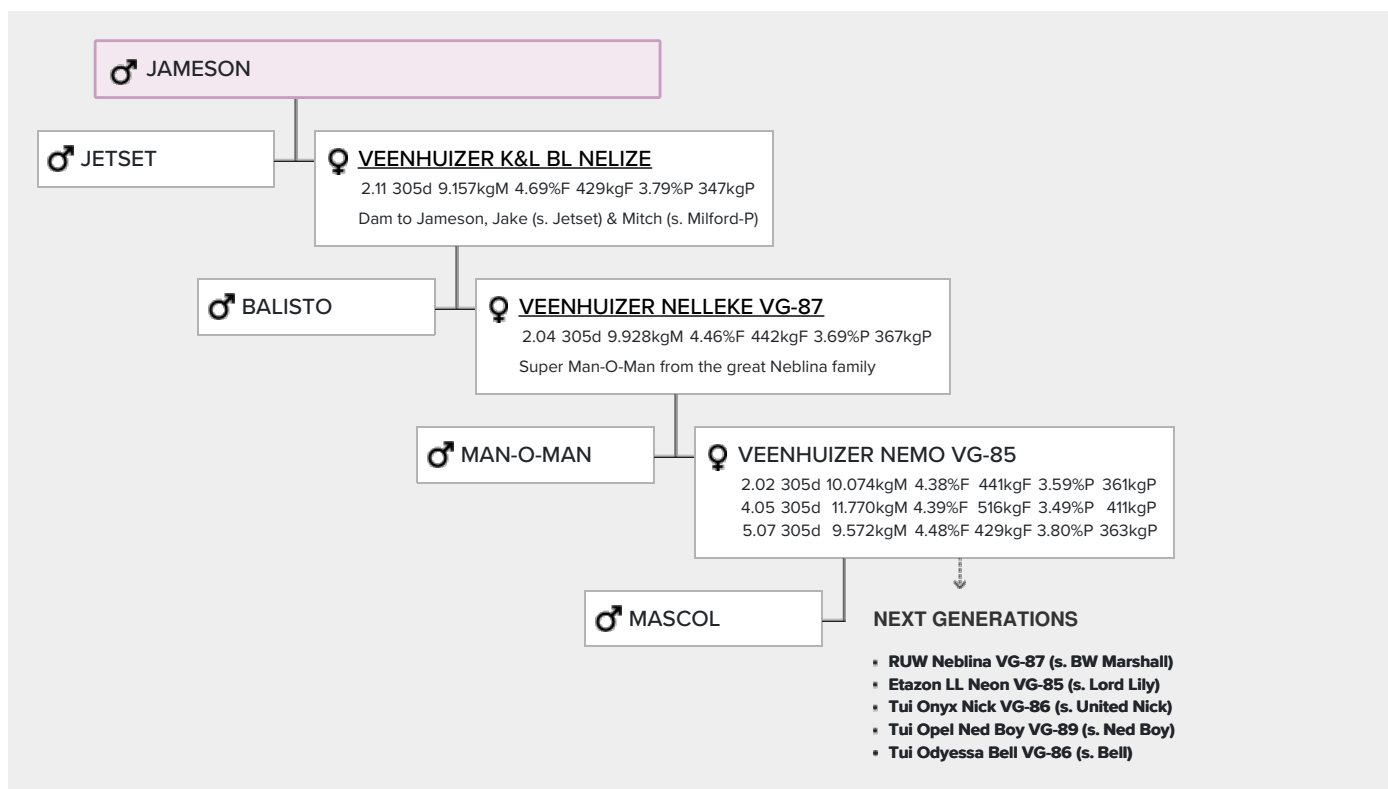 JAMESON
JETSET
VEENHUIZER K&L BL NELIZE
2.11 305d 9.157kgM 4.69%F 429kgF 3.79%P 347kgP
Dam to Jameson, Jake (s. Jetset) & Mitch (s. Milford-P)
BALISTO
VEENHUIZER NELLEKE VG-87
2.04 305d 9.928kgM 4.46%F 442kgF 3.69%P 367kgP
Super Man-O-Man from the great Neblina family
MAN-O-MAN
VEENHUIZER NEMO VG-85
2.02 305d 10.074kgM 4.38%F 441kgF 3.59%P 361kgP
4.05 305d 11.770kgM 4.39%F 516kgF 3.49%P 411kgP
5.07 305d 9.572kgM 4.48%F 429kgF 3.80%P 363kgP
MASCOL
NEXT GENERATIONS
RUW Neblina VG-87 (s. BW Marshall)
Etazon LL Neon VG-85 (s. Lord Lily)
Tui Onyx Nick VG-86 (s. United Nick)
Tui Opel Ned Boy VG-89 (s. Ned Boy)
Tui Odyessa Bell VG-86 (s. Bell)